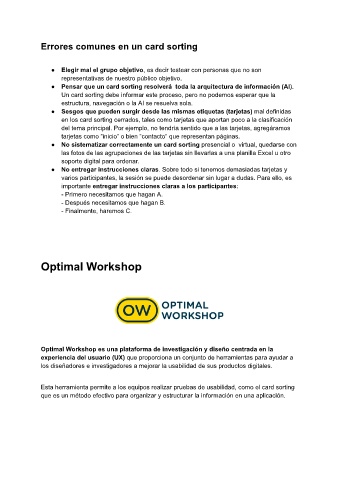 Errores comunes en un card sorting
● Elegir mal el grupo objetivo, es decir testear con personas que no son
representativas de nuestro público objetivo.
● Pensar que un card sorting resolverá toda la arquitectura de información (AI).
Un card sorting debe informar este proceso, pero no podemos esperar que la
estructura, navegación o la AI se resuelva sola.
● Sesgos que pueden surgir desde las mismas etiquetas (tarjetas) mal definidas
en los card sorting cerrados, tales como tarjetas que aportan poco a la clasificación
del tema principal. Por ejemplo, no tendría sentido que a las tarjetas, agregáramos
tarjetas como "inicio" o bien "contacto" que representan páginas.
● No sistematizar correctamente un card sorting presencial o virtual, quedarse con
las fotos de las agrupaciones de las tarjetas sin llevarlas a una planilla Excel u otro
soporte digital para ordenar.
● No entregar instrucciones claras. Sobre todo si tenemos demasiadas tarjetas y
varios participantes, la sesión se puede desordenar sin lugar a dudas. Para ello, es
importante entregar instrucciones claras a los participantes:
- Primero necesitamos que hagan A.
- Después necesitamos que hagan B.
- Finalmente, haremos C.
Optimal Workshop
OW OPTIMAL
WORKSHOP
Optimal Workshop es una plataforma de investigación y diseño centrada en la
experiencia del usuario (UX) que proporciona un conjunto de herramientas para ayudar a
los diseñadores e investigadores a mejorar la usabilidad de sus productos digitales.
Esta herramienta permite a los equipos realizar pruebas de usabilidad, como el card sorting
que es un método efectivo para organizar y estructurar la información en una aplicación.